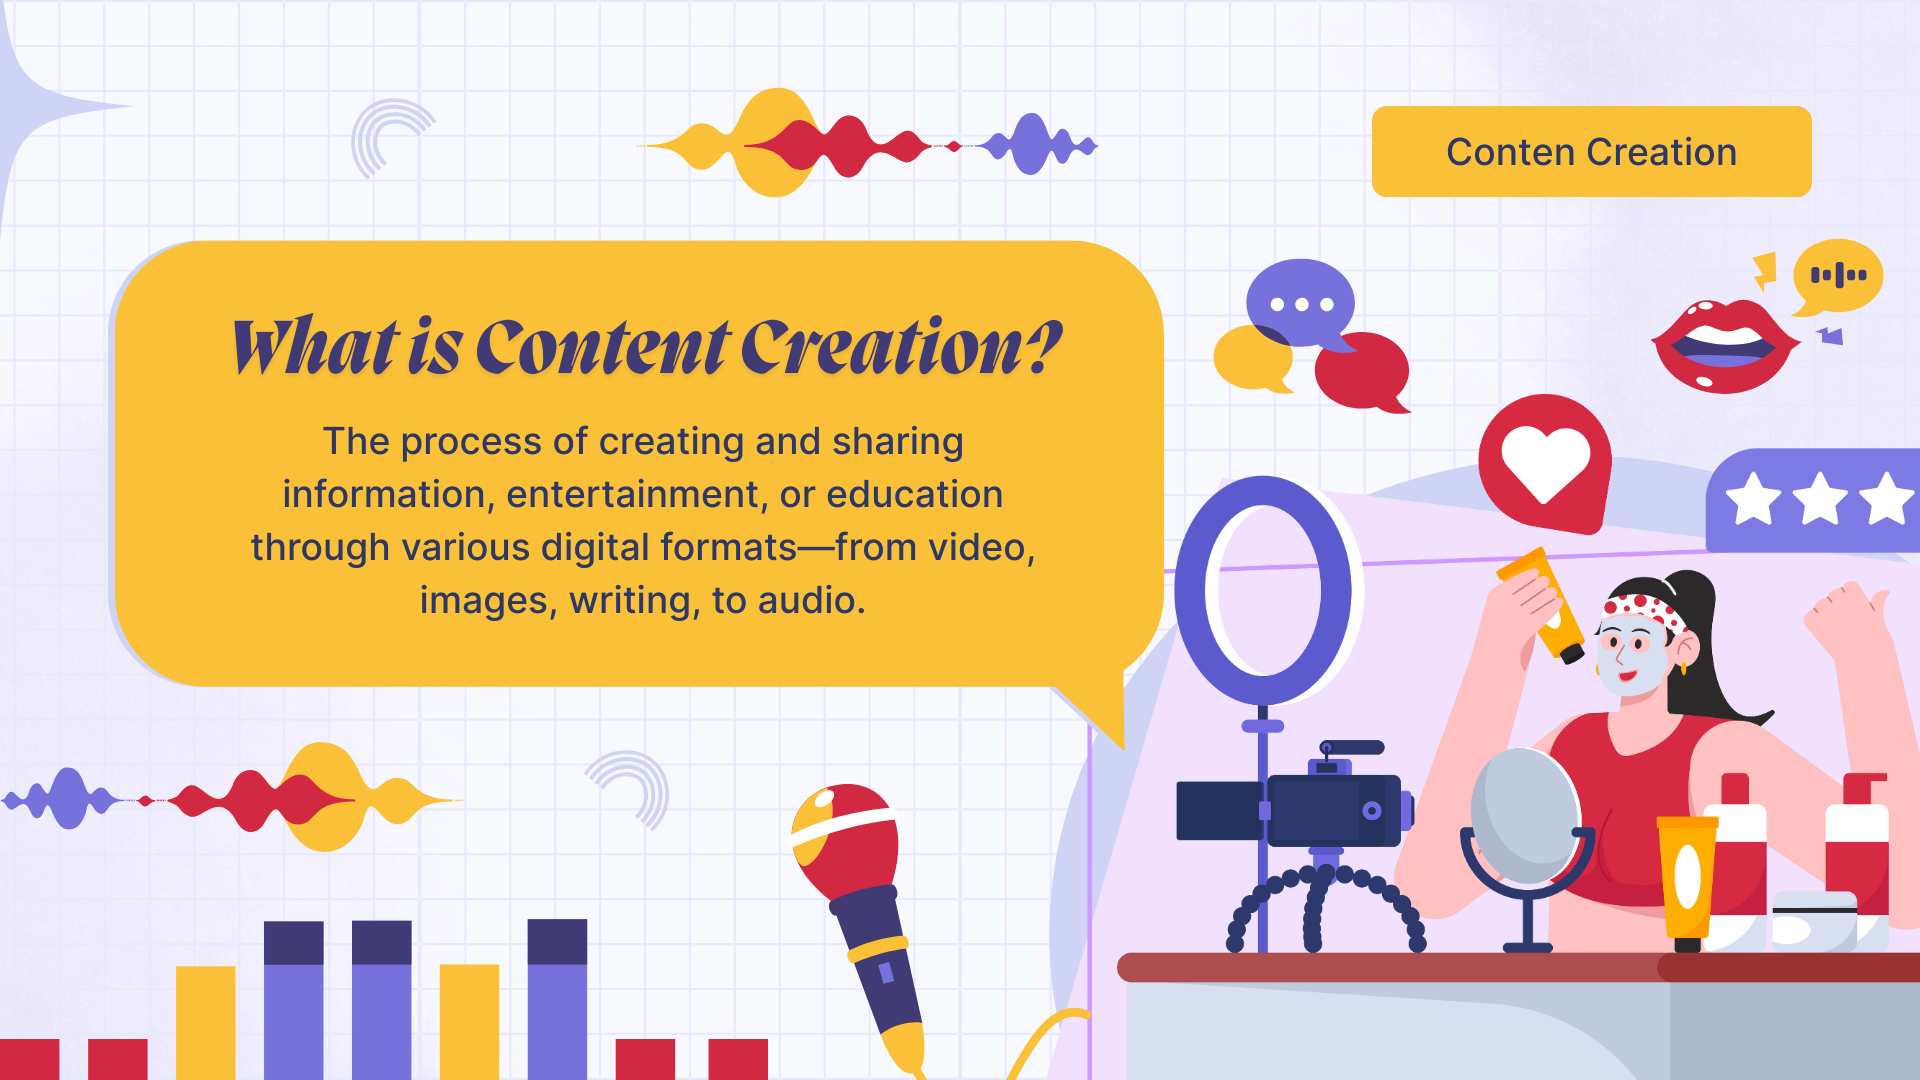 Conten Creation
What is Content Creation?
The process of creating and sharing
information, entertainment, or education
through various digital formats—from video,
images, writing, to audio.